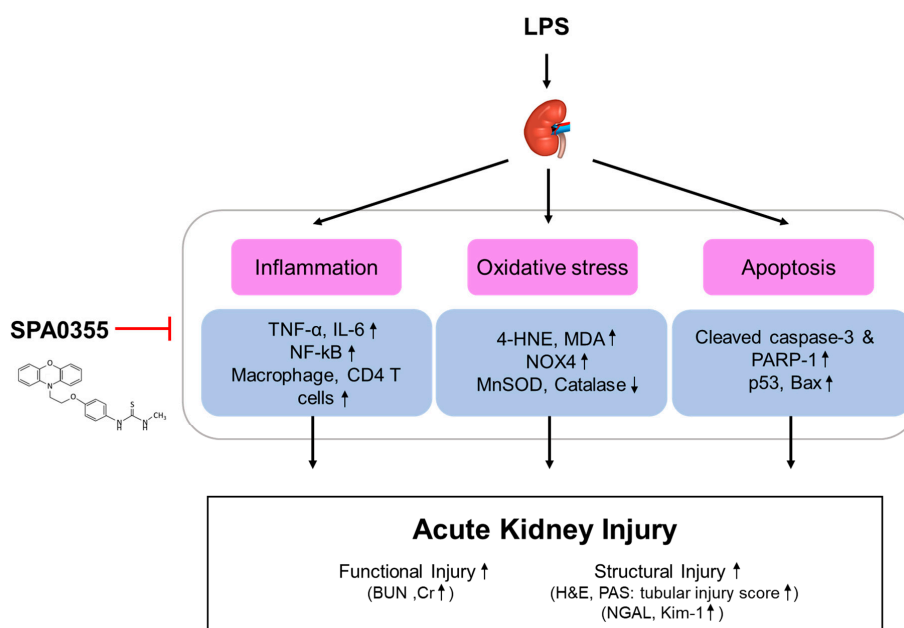 LPS
Inflammation
Oxidative stress
Apoptosis
SPA0355
TNF-α, IL-6 ↑
NF-kB ↑
Macrophage, CD4 T
cells ↑
4-HNE, MDA ↑
NOX4 ↑
MnSOD, Catalase ↓
Cleaved caspase-3 &
PARP-1 ↑
p53, Bax ↑
O
N
O
S
N
H
N
H
CH₃
Acute Kidney Injury
Functional Injury ↑
(BUN ,Cr ↑)
Structural Injury ↑
(H&E, PAS: tubular injury score ↑)
(NGAL, Kim-1 ↑)